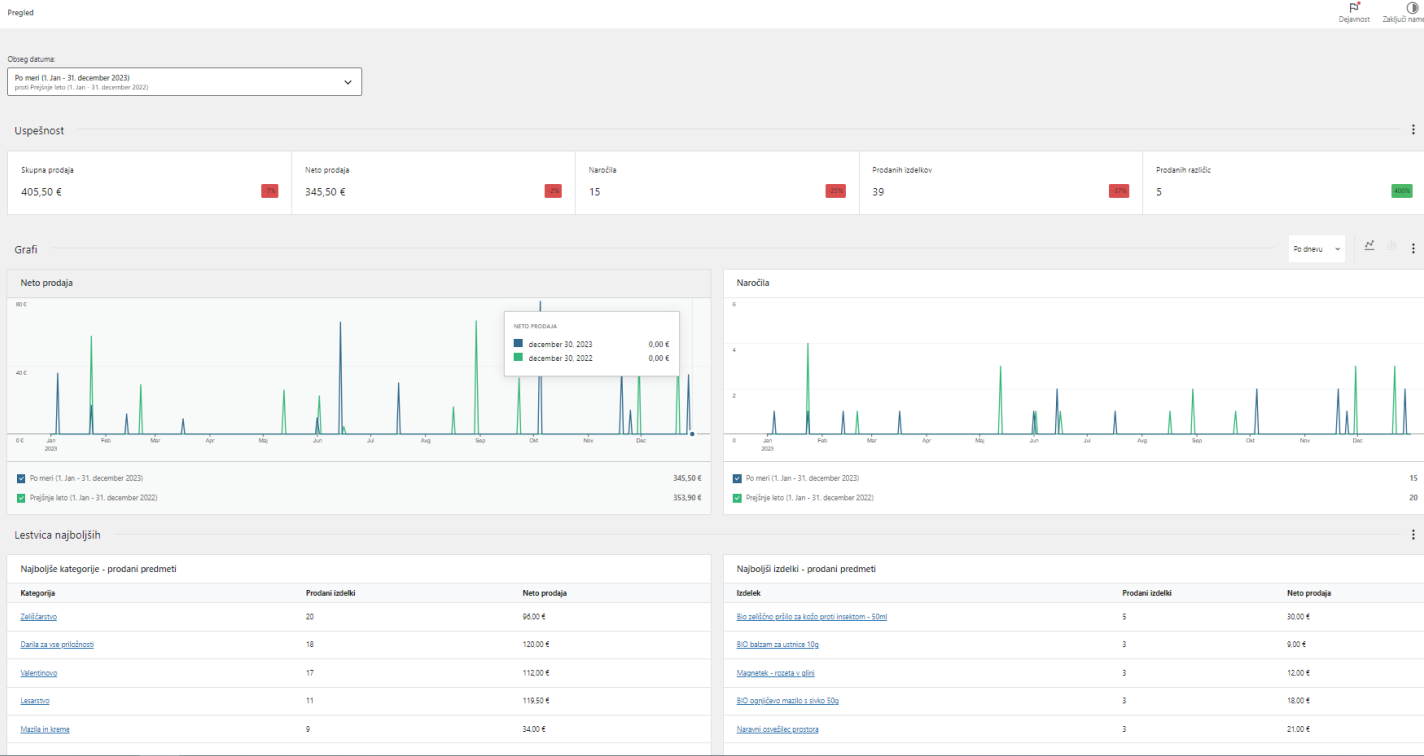 Pregled
Dejavnost
Zaključi name
Obseg datuma:
Po meri (1. Jan - 31. december 2023)
proti Prejšnje leto (1. Jan - 31. december 2022)
Uspešnost
Skupna prodaja
405,50 €
-7%
Neto prodaja
345,50 €
-2%
Naročila
15
-25%
Prodanih izdelkov
39
-37%
Prodanih različic
5
400%
Grafi
Po dnevu
Neto prodaja
80 €
40 €
0 €
Jan Feb Mar Apr Maj Jun Jul Avg Sep Okt Nov Dec
2023
NETO PRODAJA
december 30, 2023 0,00 €
december 30, 2022 0,00 €
Po meri (1. Jan - 31. december 2023) 345,50 €
Prejšnje leto (1. Jan - 31. december 2022) 353,90 €
Naročila
6
4
2
0
Jan Feb Mar Apr Maj Jun Jul Avg Sep Okt Nov Dec
2023
Po meri (1. Jan - 31. december 2023) 15
Prejšnje leto (1. Jan - 31. december 2022) 20
Lestvica najboljših
Najboljše kategorije - prodani predmeti
Kategorija Prodani izdelki Neto prodaja
Zeliščarstvo 20 96,00 €
Darila za vse priložnosti 18 120,00 €
Valentinovo 17 112,00 €
Lesarstvo 11 119,50 €
Mazila in kreme 9 34,00 €
Najboljši izdelki - prodani predmeti
Izdelek Prodani izdelki Neto prodaja
Bio zeliščno pršilo za kožo proti insektom - 50ml 5 30,00 €
BIO balzam za ustnice 10g 3 9,00 €
Magnetek - rozeta v glini 3 12,00 €
BIO ognjičevo mazilo s sivko 50g 3 18,00 €
Naravni osvežilec prostora 3 21,00 €